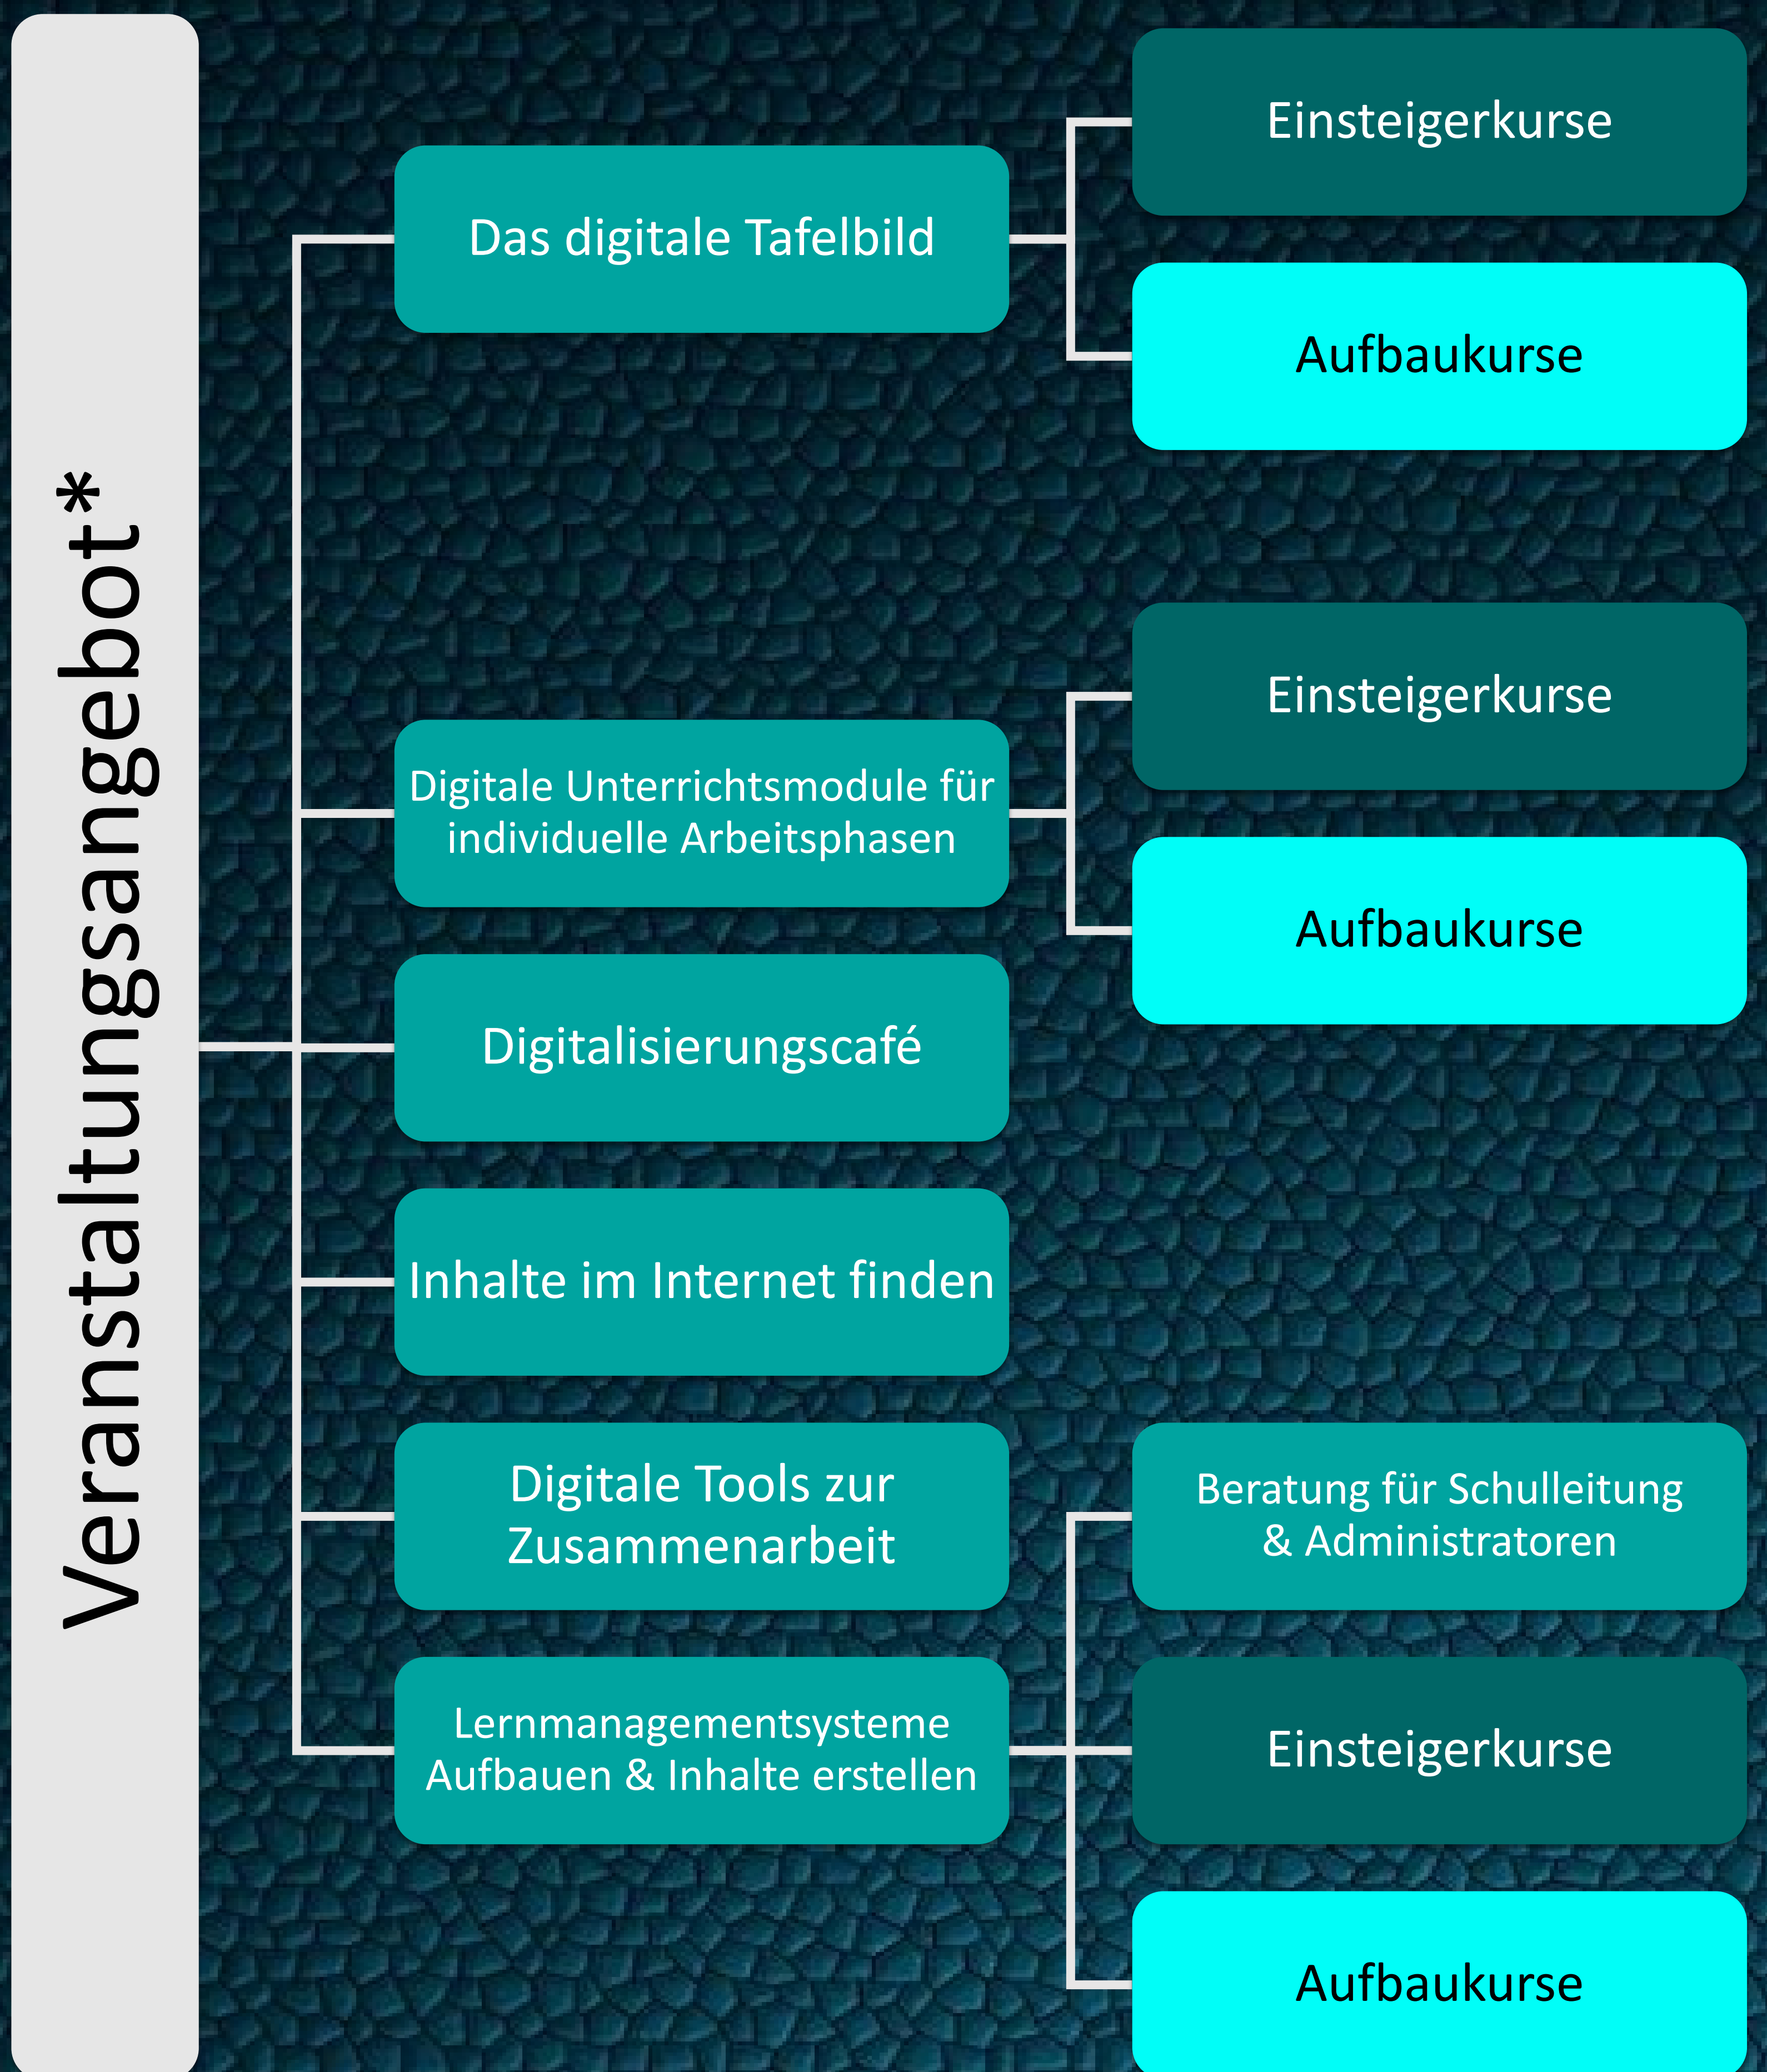 Veranstaltungsangebot*
Das digitale Tafelbild
Einsteigerkurse
Aufbaukurse
Digitale Unterrichtsmodule für
individuelle Arbeitsphasen
Einsteigerkurse
Aufbaukurse
Digitalisierungscafé
Inhalte im Internet finden
Digitale Tools zur
Zusammenarbeit
Lernmanagementsysteme
Aufbauen & Inhalte erstellen
Beratung für Schulleitung
& Administratoren
Einsteigerkurse
Aufbaukurse